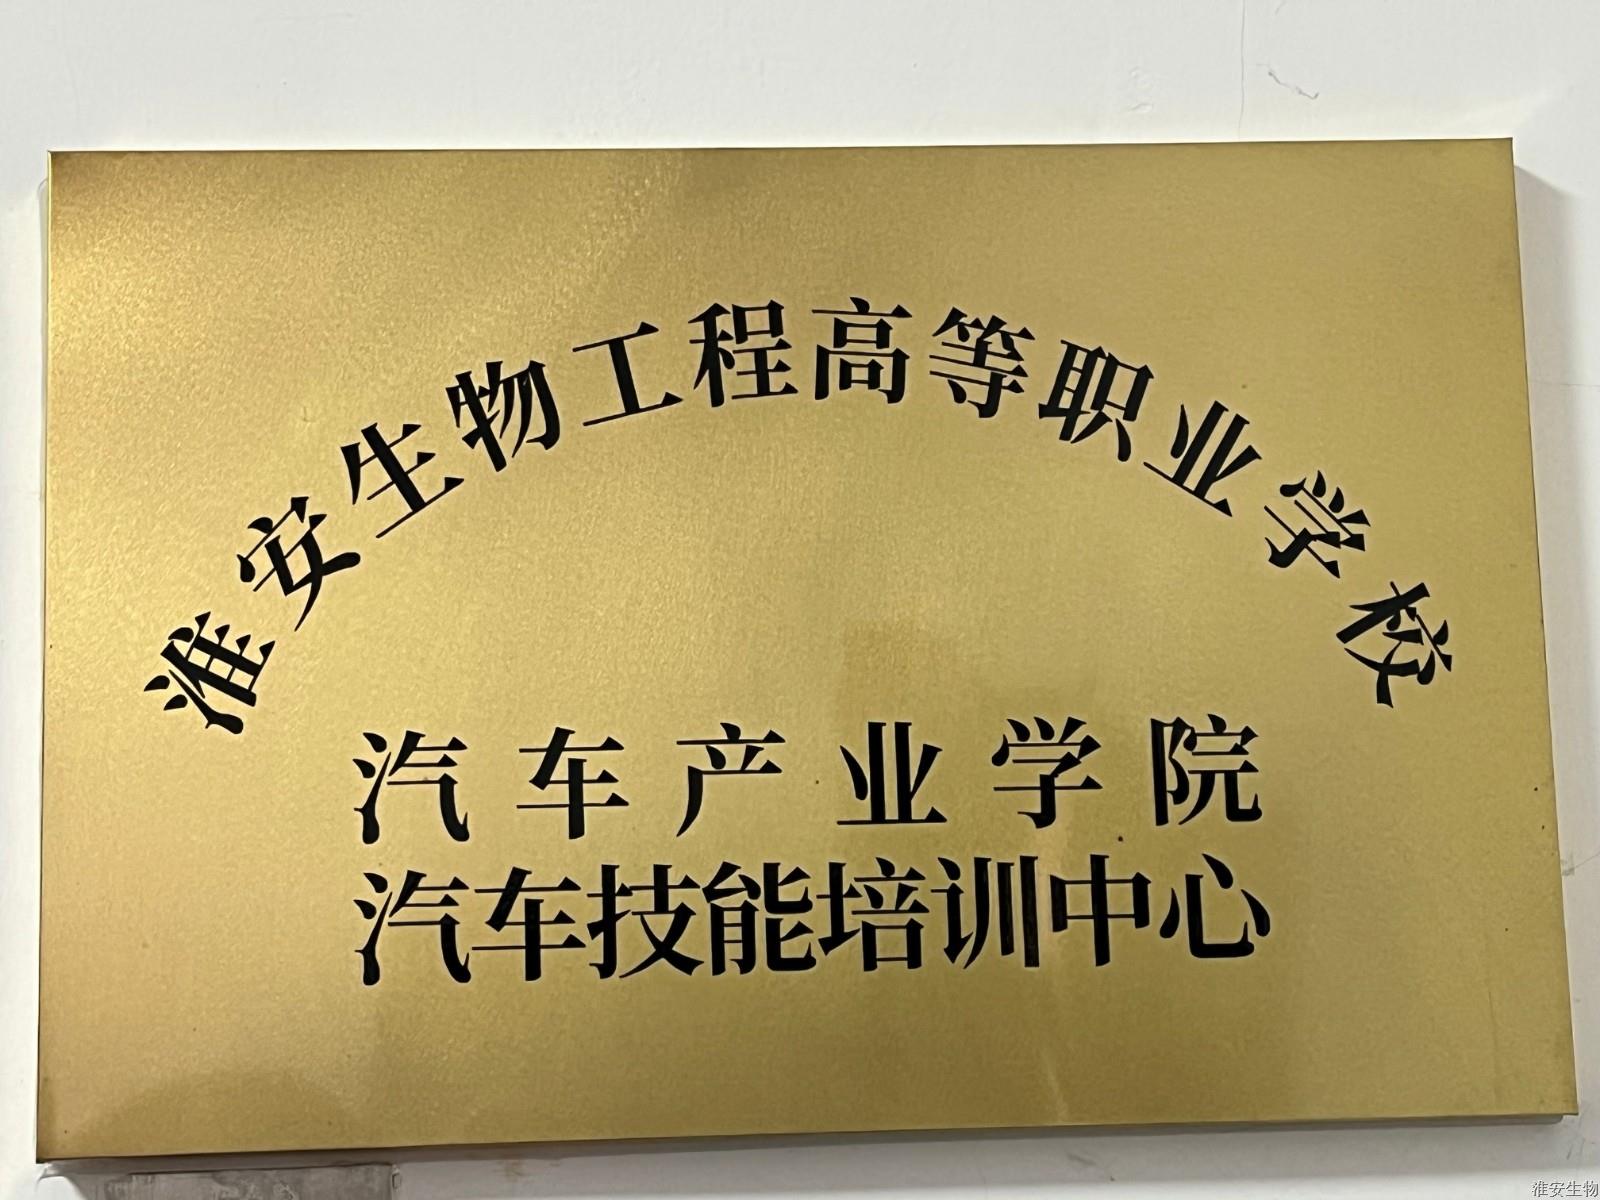 淮安生物工程高等职业学校
汽车产业学院
汽车技能培训中心
淮安生物